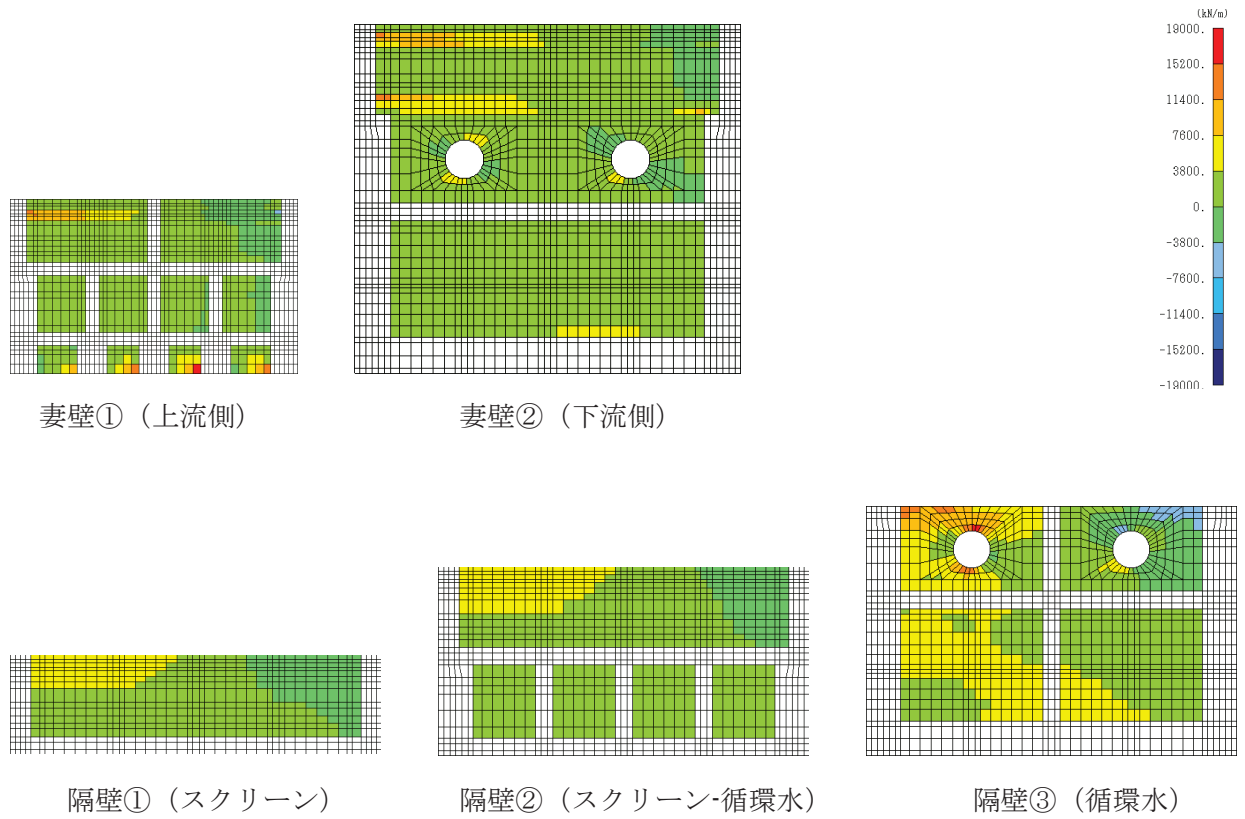 (kN/m)
19000.
15200.
11400.
7600.
3800.
0.
-3800.
-7600.
-11400.
-15200.
-19000.
妻壁①（上流側）
妻壁②（下流側）
隔壁①（スクリーン）
隔壁②（スクリーン-循環水）
隔壁③（循環水）